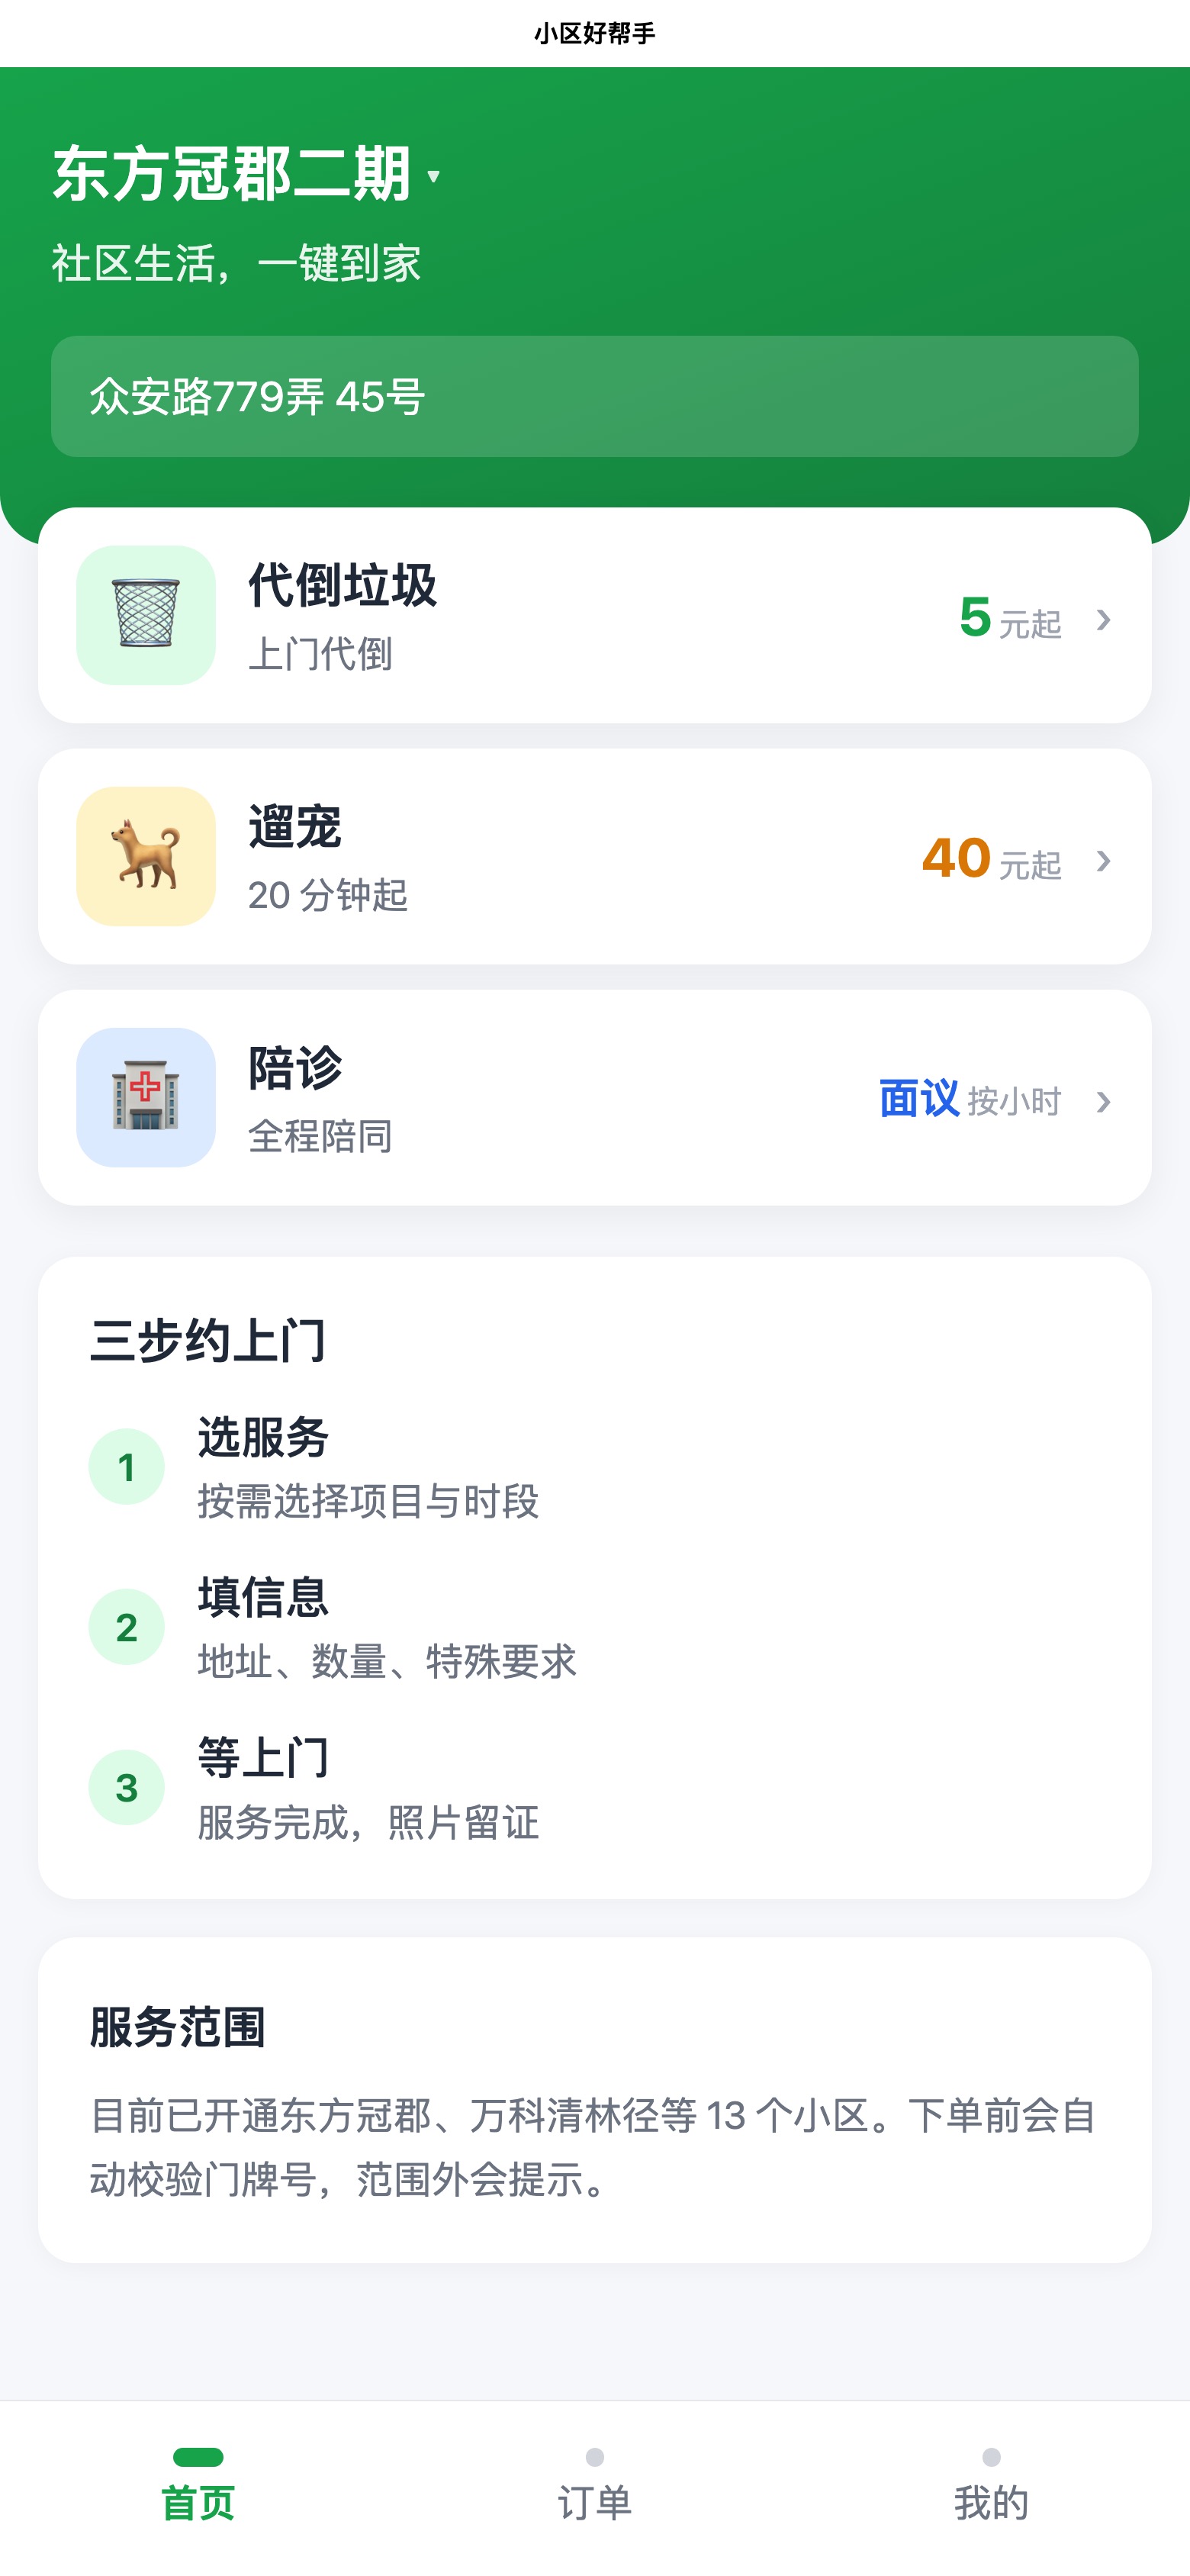 小区好帮手
东方冠郡二期
社区生活，一键到家
众安路779弄 45号
代倒垃圾
上门代倒
5 元起
遛宠
20 分钟起
40 元起
陪诊
全程陪同
面议 按小时
三步约上门
1
选服务
按需选择项目与时段
2
填信息
地址、数量、特殊要求
3
等上门
服务完成，照片留证
服务范围
目前已开通东方冠郡、万科清林径等 13 个小区。下单前会自
动校验门牌号，范围外会提示。
首页
订单
我的